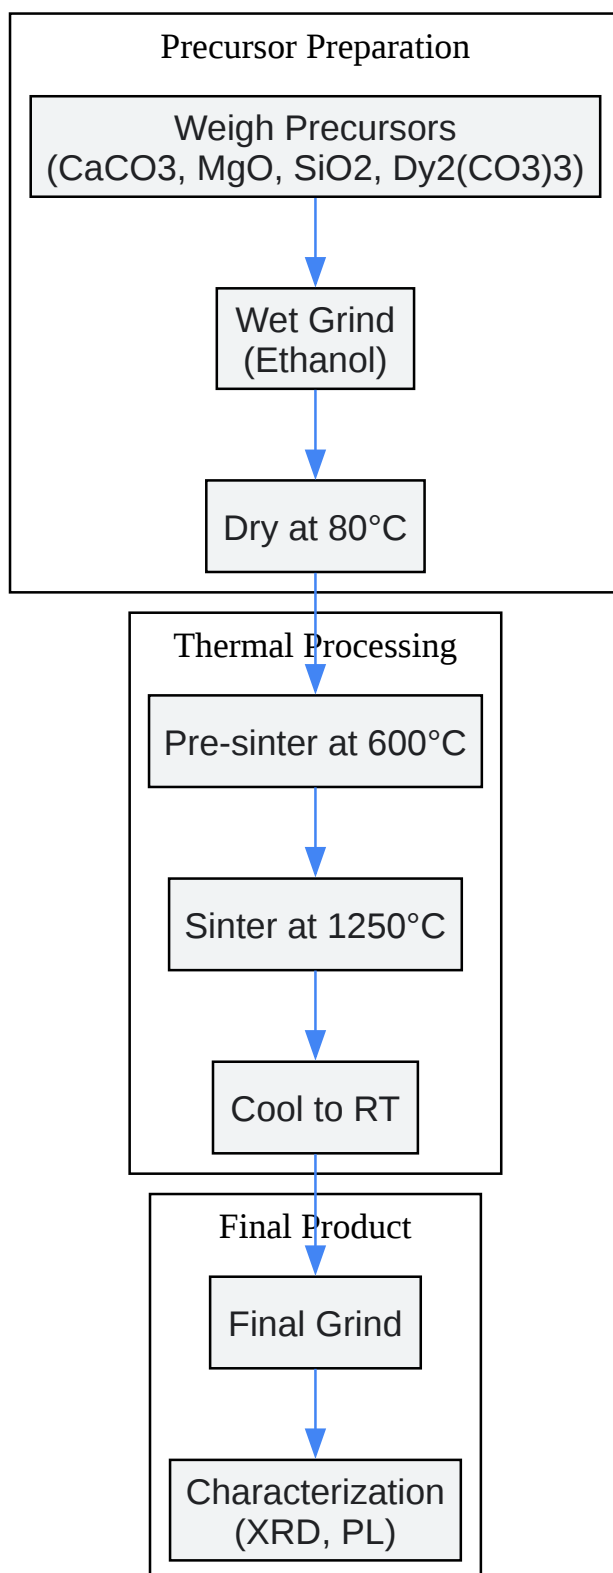 Precursor Preparation
Weigh Precursors
(CaCO3, MgO, SiO2, Dy2(CO3)3)
Wet Grind
(Ethanol)
Dry at 80°C
Thermal Processing
Pre-sinter at 600°C
Sinter at 1250°C
Cool to RT
Final Product
Final Grind
Characterization
(XRD, PL)